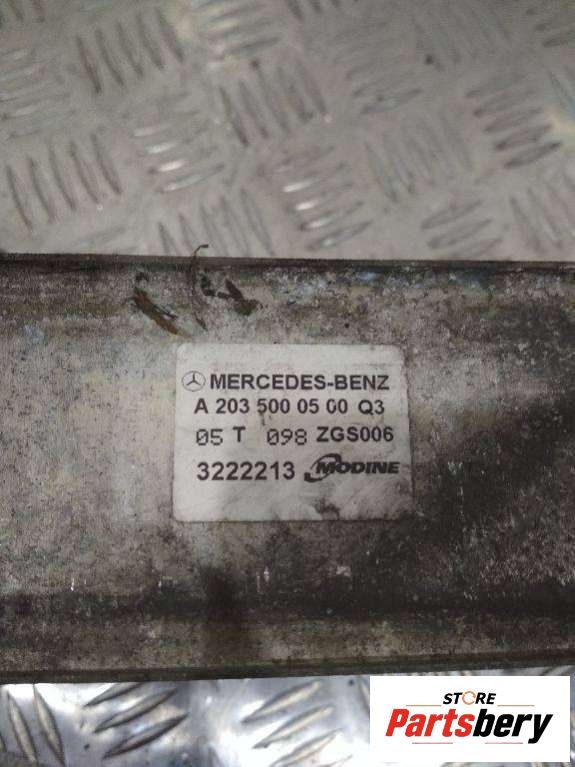 MERCEDES-BENZ
A 203 500 05 00 Q3
05 T 098 ZGS006
3222213 MODINE
STORE
Partsbery